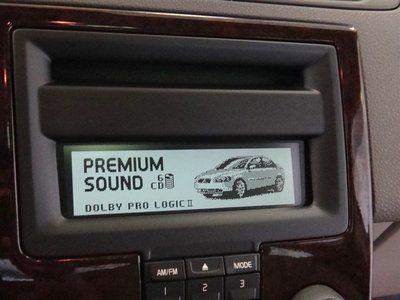 PREMIUM
SOUND 6
CD
DOLBY PRO LOGIC II
AM/FM
MODE
1
2
3